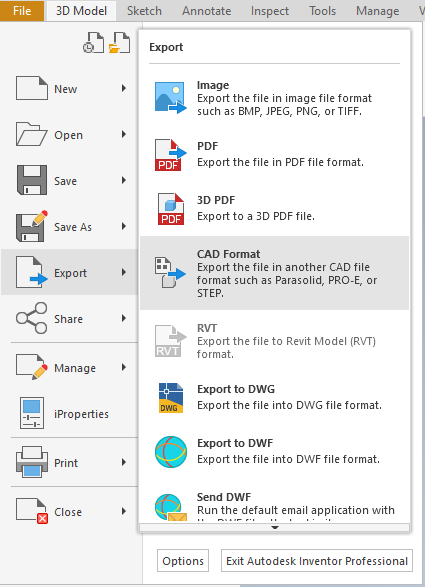 File 3D Model Sketch Annotate Inspect Tools Manage V
Export
New
Open
Save
Save As
Export
Share
Manage
iProperties
Print
Close
Image
Export the file in image file format
such as BMP, JPEG, PNG, or TIFF.
PDF
PDF
Export the file in PDF file format.
PDF
3D PDF
Export to a 3D PDF file.
CAD Format
Export the file in another CAD file
format such as Parasolid, PRO-E, or
STEP.
RVT
RVT
Export the file to Revit Model (RVT)
format.
DWG
Export to DWG
Export the file into DWG file format.
Export to DWF
Export the file into DWF file format.
Send DWF
Run the default email application with
Options
Exit Autodesk Inventor Professional